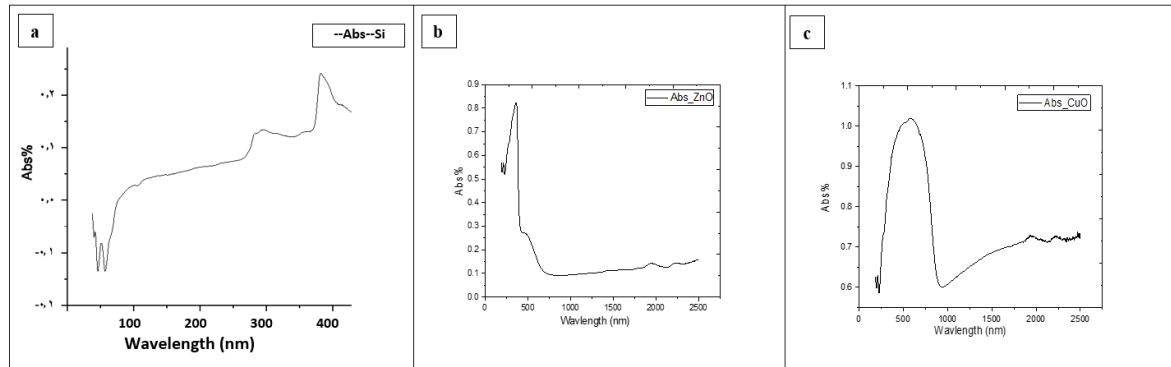 a
--Abs--Si
٠,٢
٠,١
٠,٠
−٠,١
−٠,١
Abs%
100 200 300 400
Wavelength (nm)
b
Abs_ZnO
0.9
0.8
0.7
0.6
0.5
0.4
0.3
0.2
0.1
0.0
Abs%
0 500 1000 1500 2000 2500
Wavlength (nm)
c
Abs_CuO
1.1
1.0
0.9
0.8
0.7
0.6
Abs%
0 500 1000 1500 2000 2500
Waelength (nm)